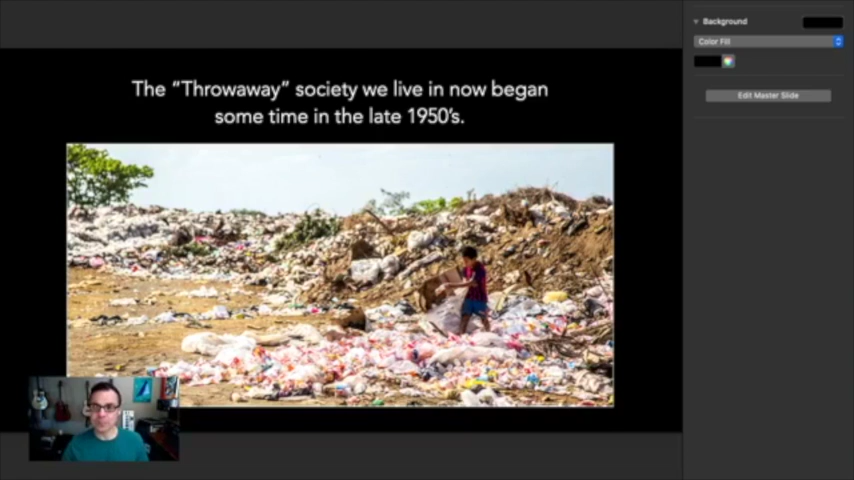 The “Throwaway” society we live in now began
some time in the late 1950’s.
Background
Color Fill
Edit Master Slide